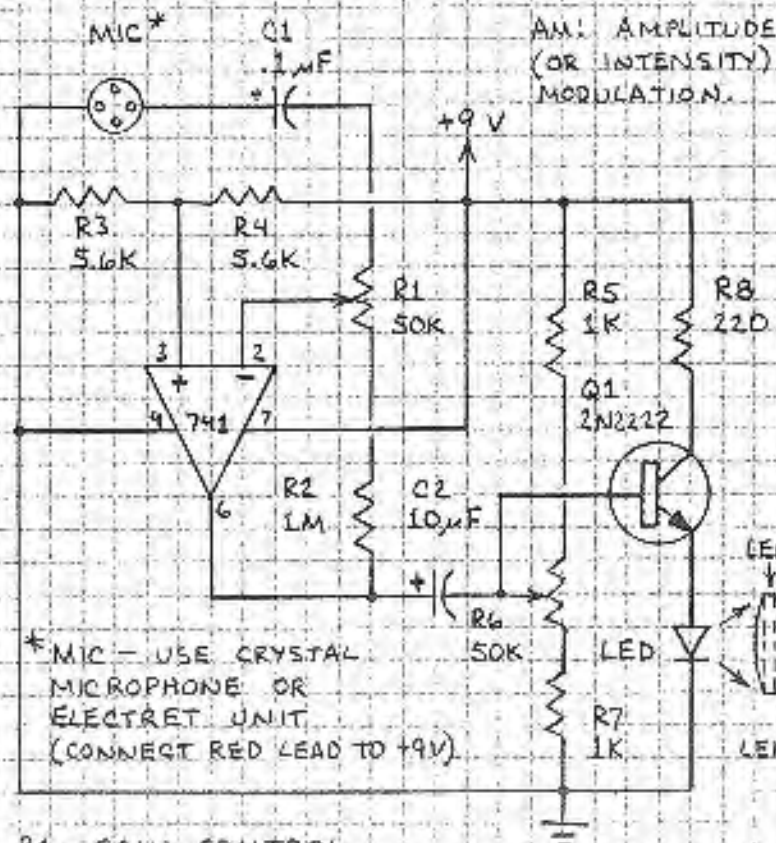 MIC*
C1
.1µF
AM: AMPLITUDE
(OR INTENSITY)
MODULATION.
+9 V
+
R3
5.6K
R4
5.6K
R1
50K
R5
1K
R8
220
3
2
+
-
4
741
7
6
Q1
2N2222
R2
1M
C2
10µF
+
R6
50K
LED
R7
1K
*MIC - USE CRYSTAL
MICROPHONE OR
ELECTRET UNIT
(CONNECT RED LEAD TO +9V)